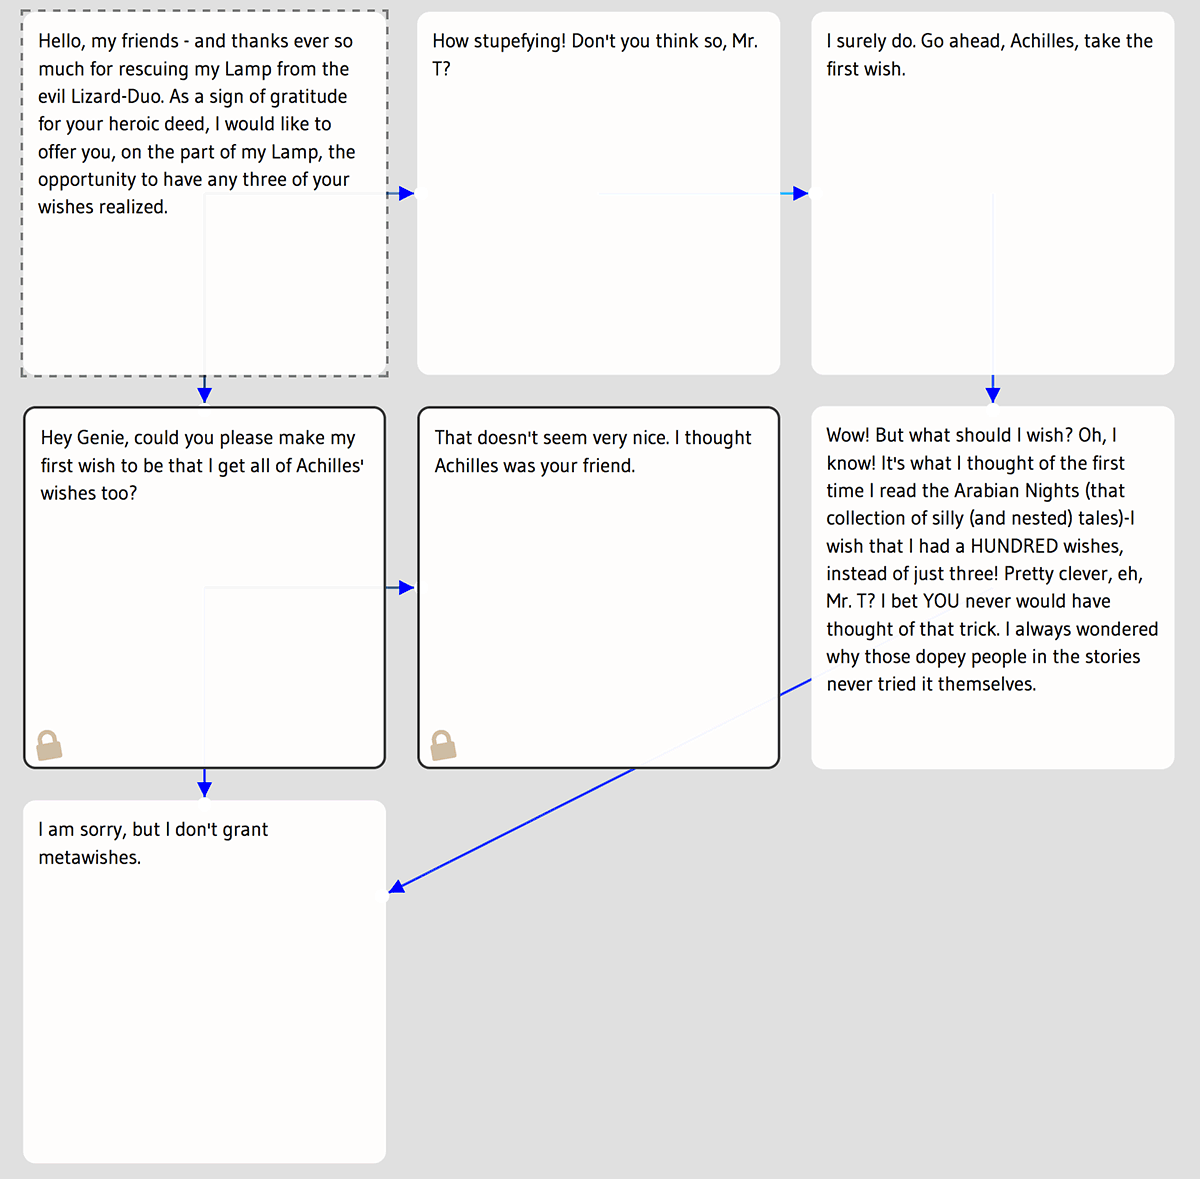 Hello, my friends - and thanks ever so
much for rescuing my Lamp from the
evil Lizard-Duo. As a sign of gratitude
for your heroic deed, I would like to
offer you, on the part of my Lamp, the
opportunity to have any three of your
wishes realized.
How stupefying! Don't you think so, Mr.
T?
I surely do. Go ahead, Achilles, take the
first wish.
Hey Genie, could you please make my
first wish to be that I get all of Achilles'
wishes too?
That doesn't seem very nice. I thought
Achilles was your friend.
Wow! But what should I wish? Oh, I
know! It's what I thought of the first
time I read the Arabian Nights (that
collection of silly (and nested) tales)-I
wish that I had a HUNDRED wishes,
instead of just three! Pretty clever, eh,
Mr. T? I bet YOU never would have
thought of that trick. I always wondered
why those dopey people in the stories
never tried it themselves.
I am sorry, but I don't grant
metawishes.